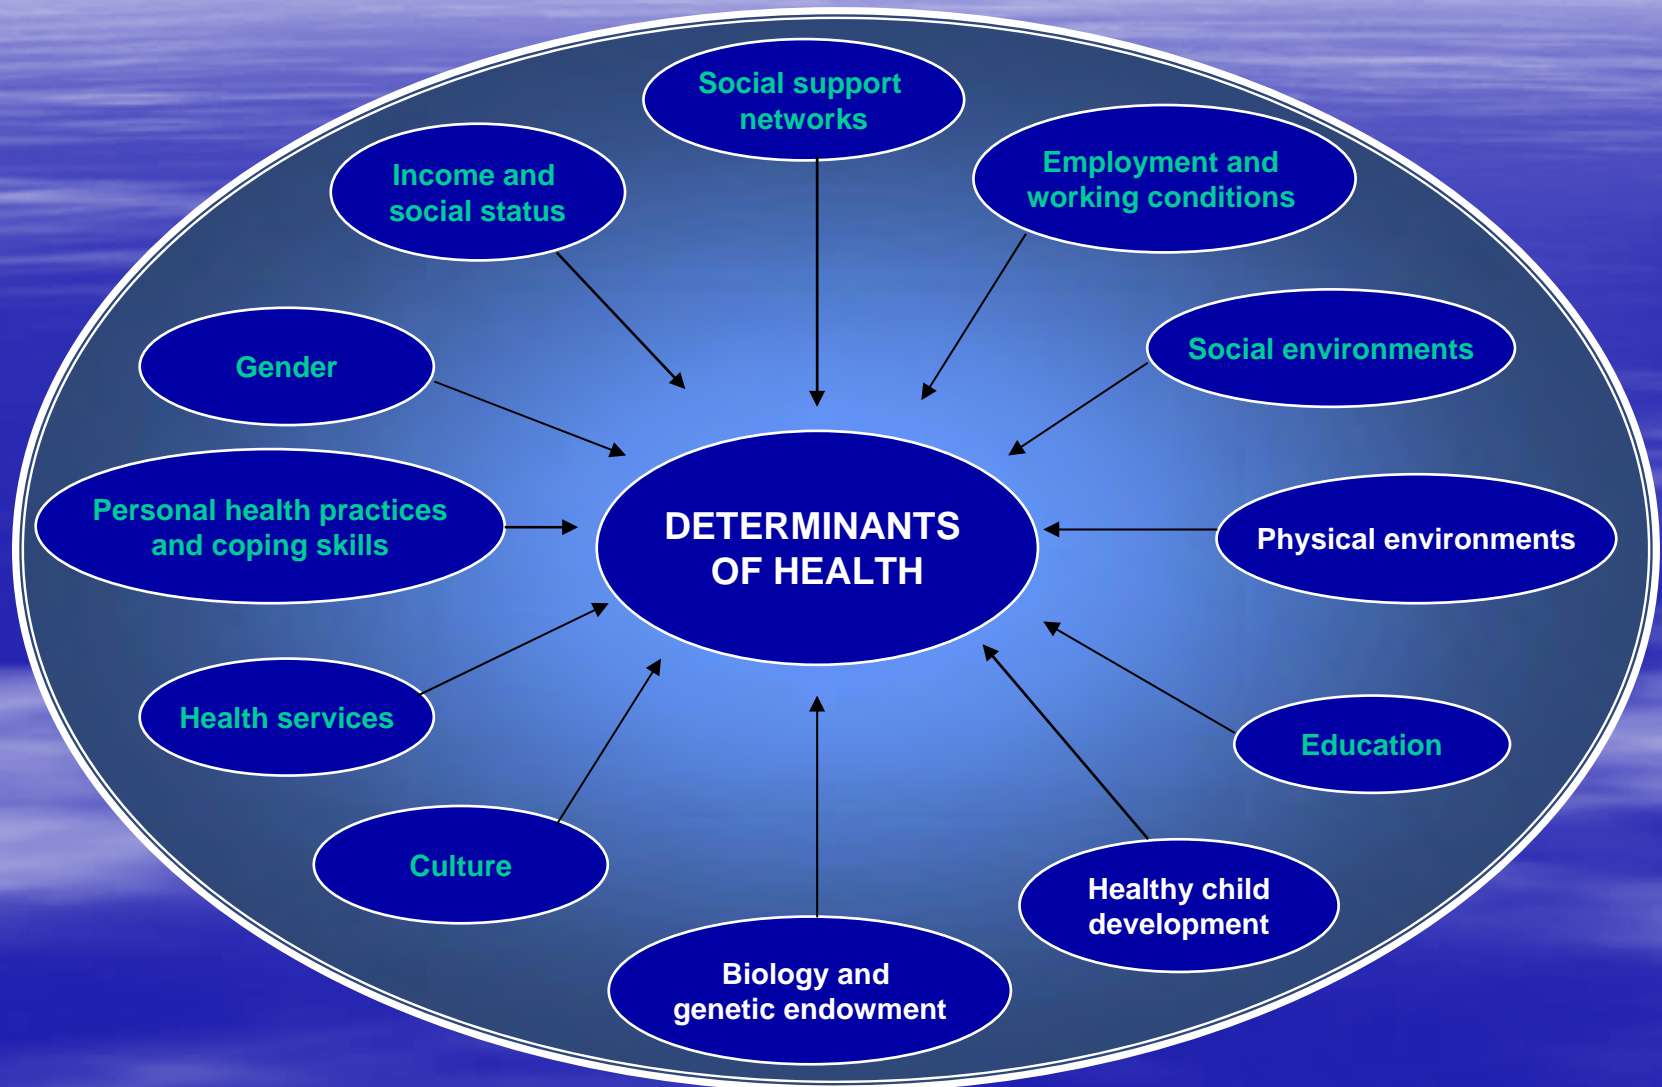 Social support
networks
Employment and
working conditions
Income and
social status
Social environments
Gender
Personal health practices
and coping skills
DETERMINANTS
OF HEALTH
Physical environments
Health services
Education
Culture
Healthy child
development
Biology and
genetic endowment